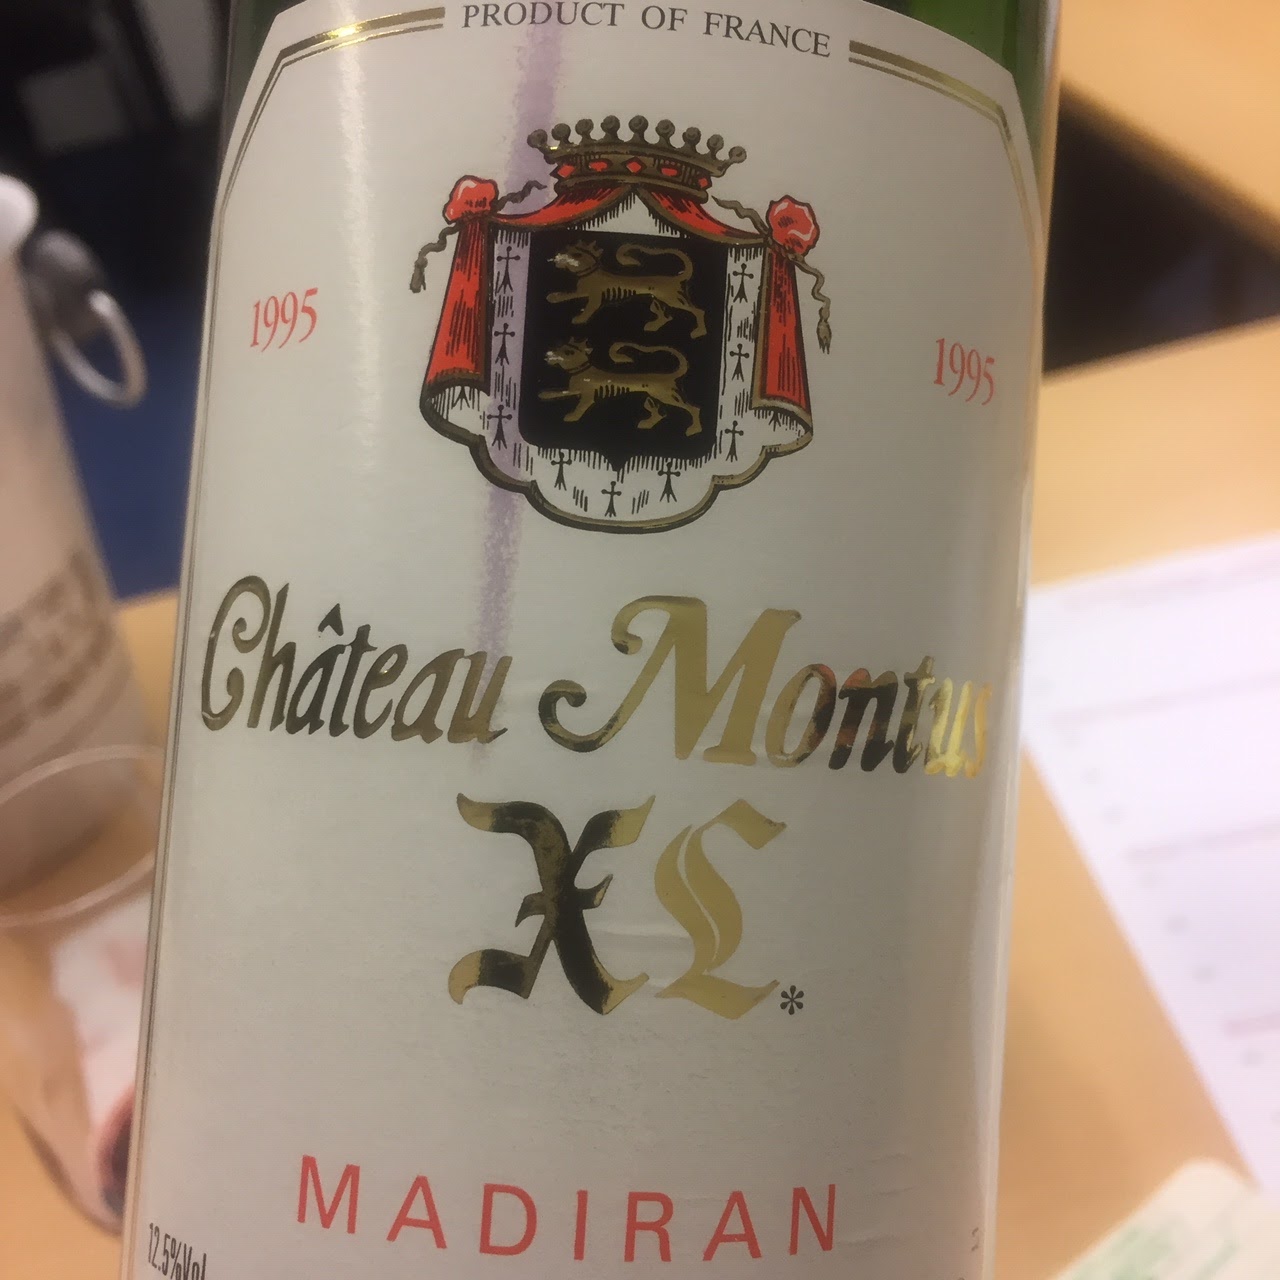 PRODUCT OF FRANCE
1995
1995
Château Montus
XL*
MADIRAN
12.5%Vol